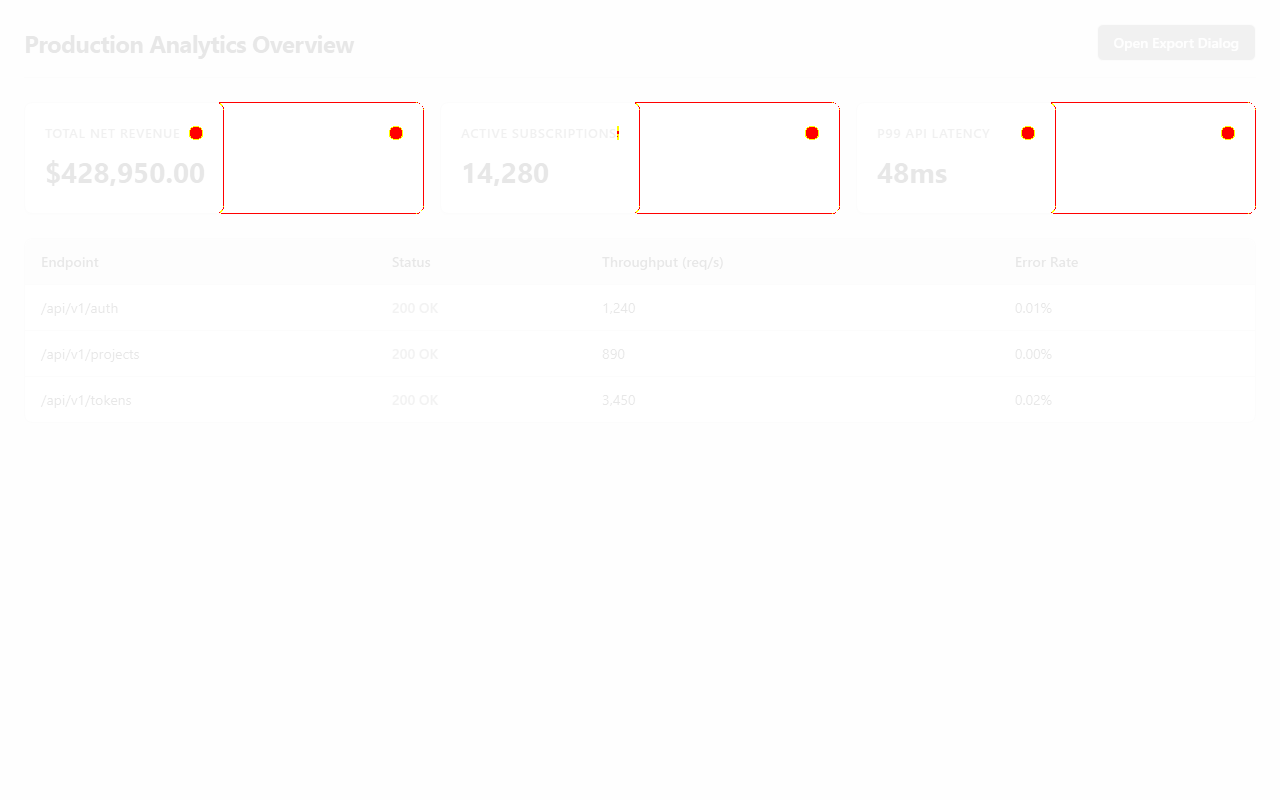 Production Analytics Overview
Open Export Dialog
TOTAL NET REVENUE
$428,950.00
ACTIVE SUBSCRIPTIONS
14,280
P99 API LATENCY
48ms
Endpoint Status Throughput (req/s) Error Rate
/api/v1/auth 200 OK 1,240 0.01%
/api/v1/projects 200 OK 890 0.00%
/api/v1/tokens 200 OK 3,450 0.02%